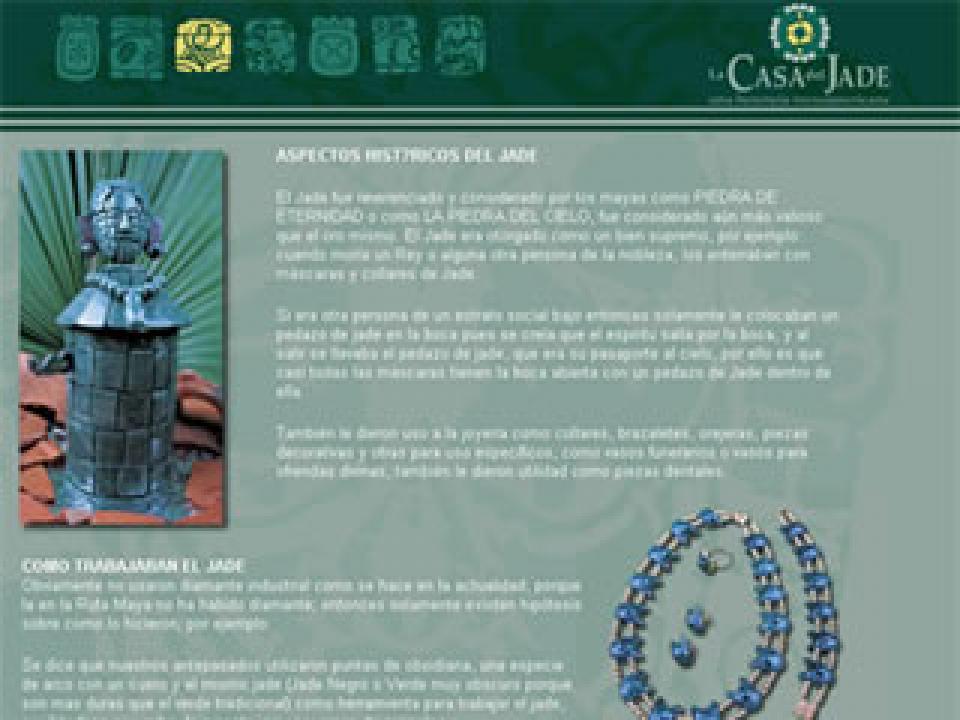 La CASA del JADE
ASPECTOS HIST?RICOS DEL JADE
El Jade fue reverenciado y considerado por los mayas como PIEDRA DE
ETERNIDAD o como LA PIEDRA DEL CIELO, fue considerado aún más valioso
que el oro mismo. El Jade era otorgado como un bien supremo, por ejemplo
cuando moría un Rey o alguna otra persona de la nobleza, los enterraban con
máscaras y collares de Jade.
Si era otra persona de un estrato social bajo entonces solamente le colocaban un
pedazo de jade en la boca pues se creía que el espíritu salía por la boca, y al
salir se llevaba el pedazo de jade, que era su pasaporte al cielo, por ello es que
casi todas las máscaras tienen la boca abierta con un pedazo de Jade dentro de
ella.
También le dieron uso a la joyería como collares, brazaletes, orejeras, piezas
decorativas y otras para uso específicos, como vasos funerarios o vasos para
ofrendas divinas, también le dieron utilidad como piezas dentales.
COMO TRABAJABAN EL JADE
Obviamente no usaron diamante industrial como se hace en la actualidad, porque
la en la Ruta Maya no ha habido diamante; entonces solamente existen hipótesis
sobre como lo hicieron, por ejemplo:
Se dice que nuestros antepasados utilizaron puntas de obsidiana, una especie
de arco con un cuero y el mismo jade (Jade Negro o Verde muy obscuro porque
son mas duras que el verde tradicional) como herramienta para trabajar el jade,